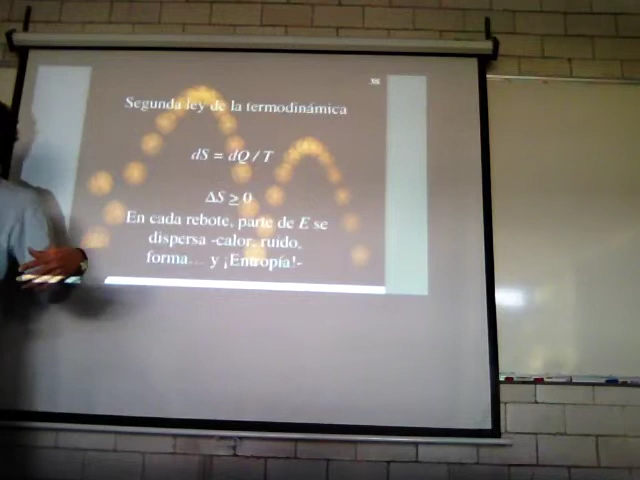 Segunda ley de la termodinámica
dS = dQ / T
ΔS ≥ 0
En cada rebote, parte de E se
dispersa -calor, ruido,
forma... y ¡Entropía!-